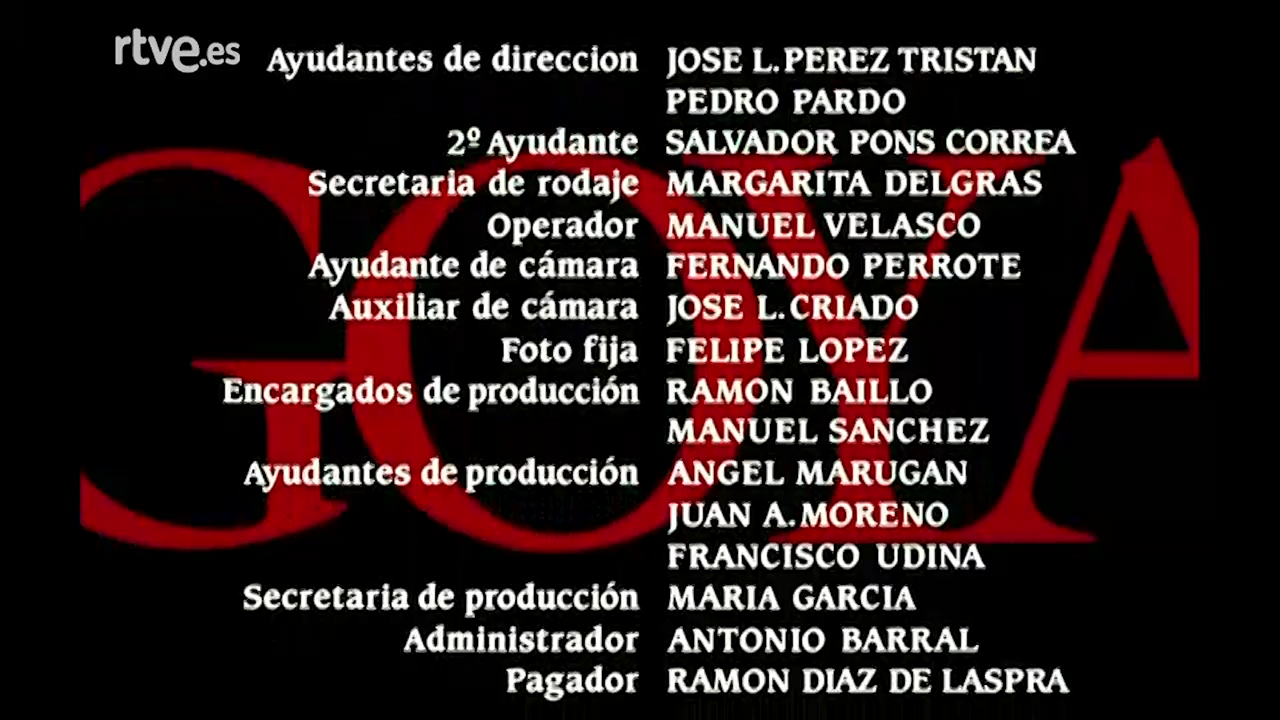 rtve.es
Ayudantes de direccion JOSE L. PEREZ TRISTAN
PEDRO PARDO
2º Ayudante SALVADOR PONS CORREA
Secretaria de rodaje MARGARITA DELGRAS
Operador MANUEL VELASCO
Ayudante de cámara FERNANDO PERROTE
Auxiliar de cámara JOSE L. CRIADO
Foto fija FELIPE LOPEZ
Encargados de producción RAMON BAILLO
MANUEL SANCHEZ
Ayudantes de producción ANGEL MARUGAN
JUAN A. MORENO
FRANCISCO UDINA
Secretaria de producción MARIA GARCIA
Administrador ANTONIO BARRAL
Pagador RAMON DIAZ DE LASPRA
GOYA